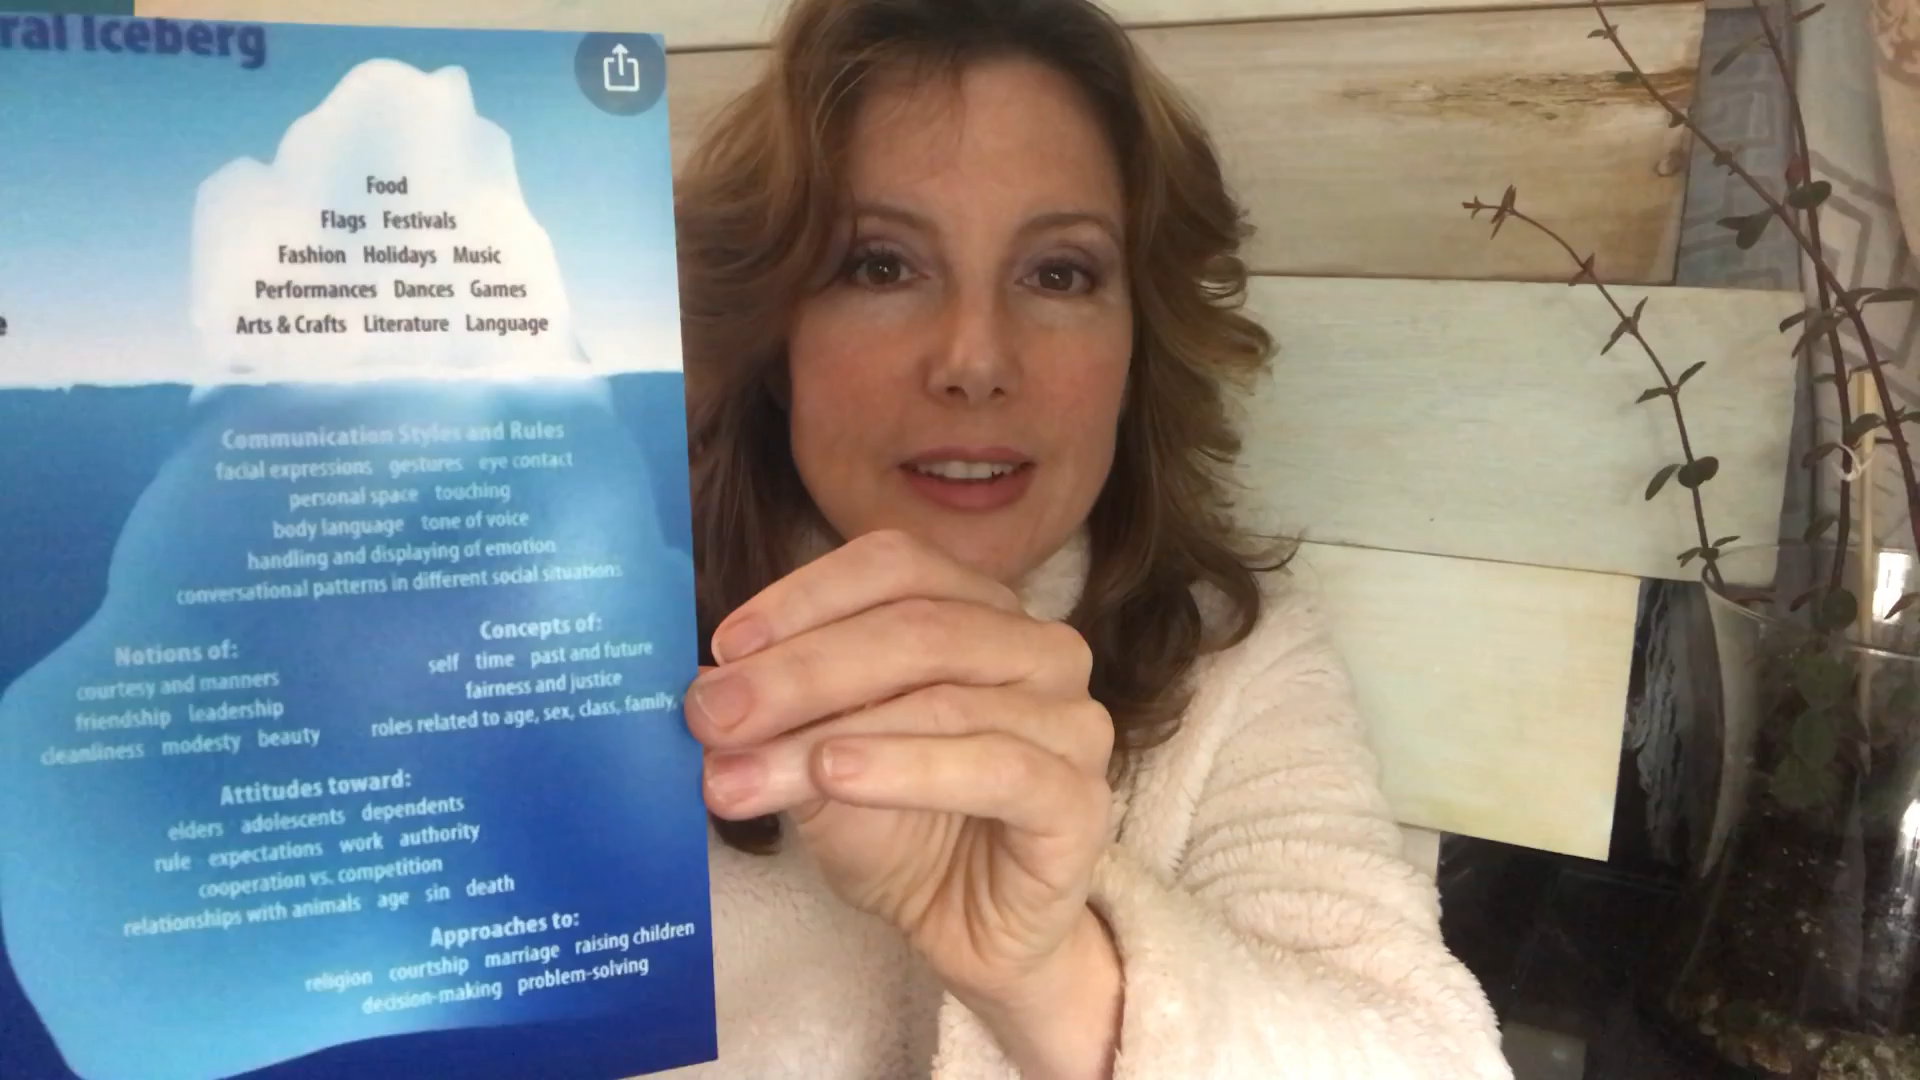 ral Iceberg
Food
Flags Festivals
Fashion Holidays Music
Performances Dances Games
Arts & Crafts Literature Language
e
Communication Styles and Rules
facial expressions gestures eye contact
personal space touching
body language tone of voice
handling and displaying of emotion
conversational patterns in different social situations
Notions of:
courtesy and manners
friendship leadership
cleanliness modesty beauty
Concepts of:
self time past and future
fairness and justice
roles related to age, sex, class, family,
Attitudes toward:
elders adolescents dependents
rule expectations work authority
cooperation vs. competition
relationships with animals age sin death
Approaches to:
religion courtship marriage raising children
decision-making problem-solving